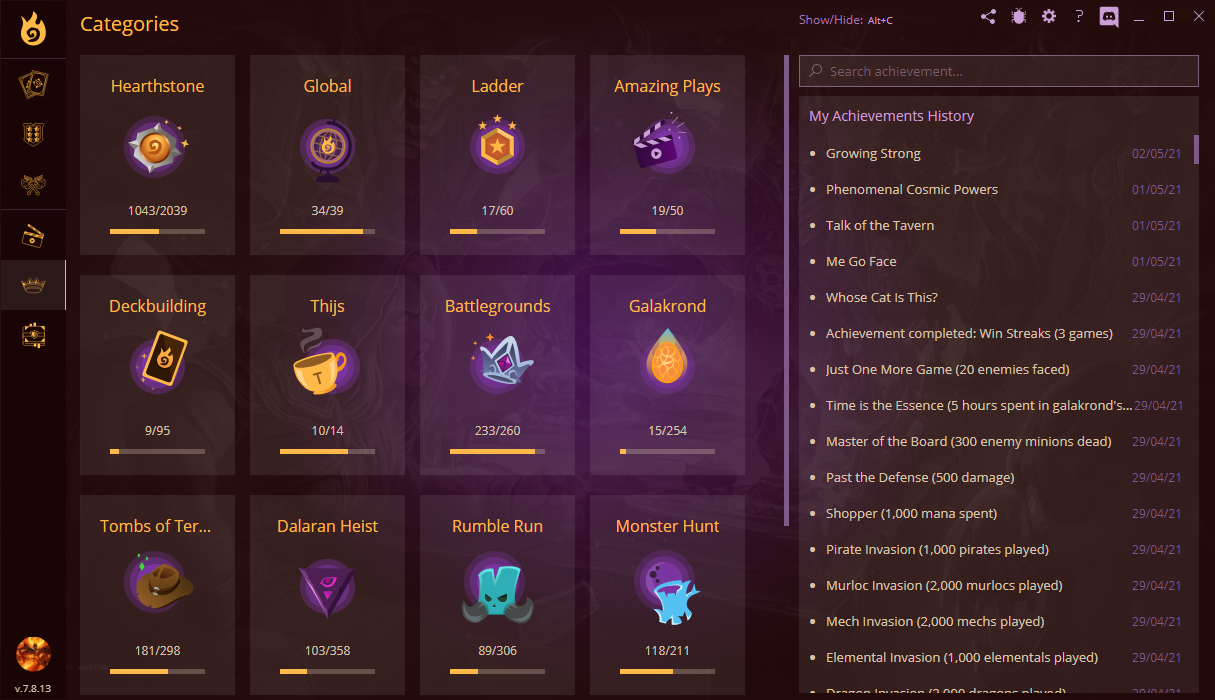 Categories
Show/Hide: Alt+C
?
Hearthstone
1043/2039
Global
34/39
Ladder
17/60
Amazing Plays
19/50
Deckbuilding
9/95
Thijs
T
10/14
Battlegrounds
233/260
Galakrond
15/254
Tombs of Ter...
181/298
Dalaran Heist
103/358
Rumble Run
89/306
Monster Hunt
118/211
Search achievement...
My Achievements History
Growing Strong 02/05/21
Phenomenal Cosmic Powers 01/05/21
Talk of the Tavern 01/05/21
Me Go Face 01/05/21
Whose Cat Is This? 29/04/21
Achievement completed: Win Streaks (3 games) 29/04/21
Just One More Game (20 enemies faced) 29/04/21
Time is the Essence (5 hours spent in galakrond's... 29/04/21
Master of the Board (300 enemy minions dead) 29/04/21
Past the Defense (500 damage) 29/04/21
Shopper (1,000 mana spent) 29/04/21
Pirate Invasion (1,000 pirates played) 29/04/21
Murloc Invasion (2,000 murlocs played) 29/04/21
Mech Invasion (2,000 mechs played) 29/04/21
Elemental Invasion (1,000 elementals played) 29/04/21
Dragon Invasion (2,000 dragons played) 29/04/21
v.7.8.13